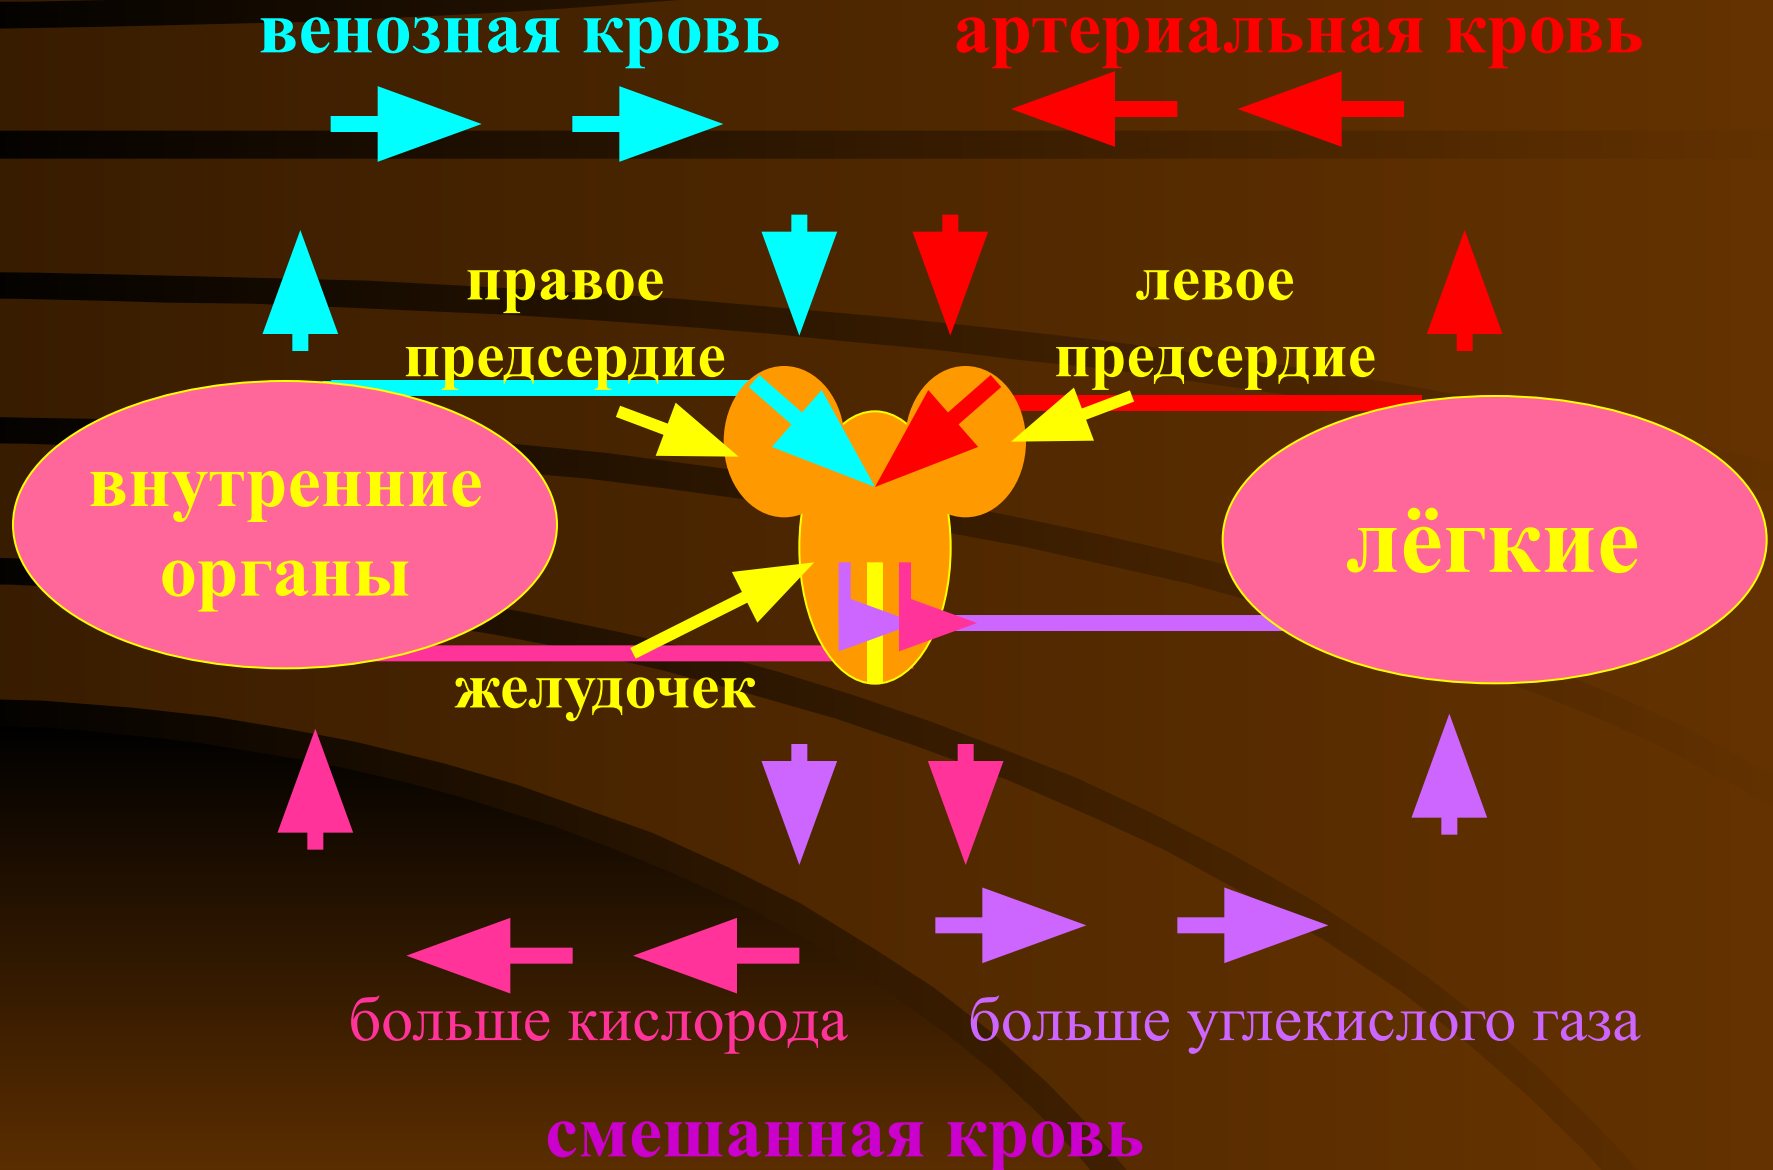 венозная кровь
артериальная кровь
правое
предсердие
левое
предсердие
внутренние
органы
лёгкие
желудочек
больше кислорода
больше углекислого газа
смешанная кровь